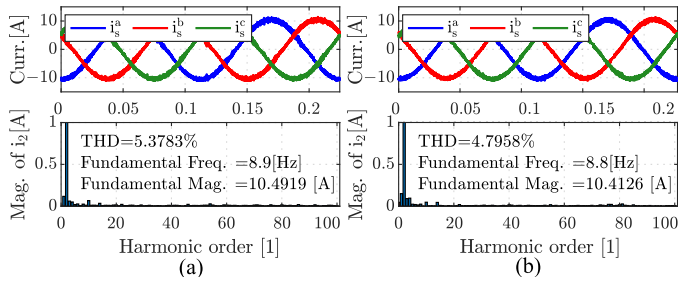 Curr.[A]
10
0
−10
i_s^a i_s^b i_s^c
0 0.05 0.1 0.15 0.2
Mag. of i₂[A]
1
0.5
0
THD=5.3783%
Fundamental Freq. =8.9[Hz]
Fundamental Mag. =10.4919 [A]
0 20 40 60 80 100
Harmonic order [1]
(a)
Curr.[A]
10
0
−10
i_s^a i_s^b i_s^c
0 0.05 0.1 0.15 0.2
Mag. of i₂[A]
1
0.5
0
THD=4.7958%
Fundamental Freq. =8.8[Hz]
Fundamental Mag. =10.4126 [A]
0 20 40 60 80 100
Harmonic order [1]
(b)